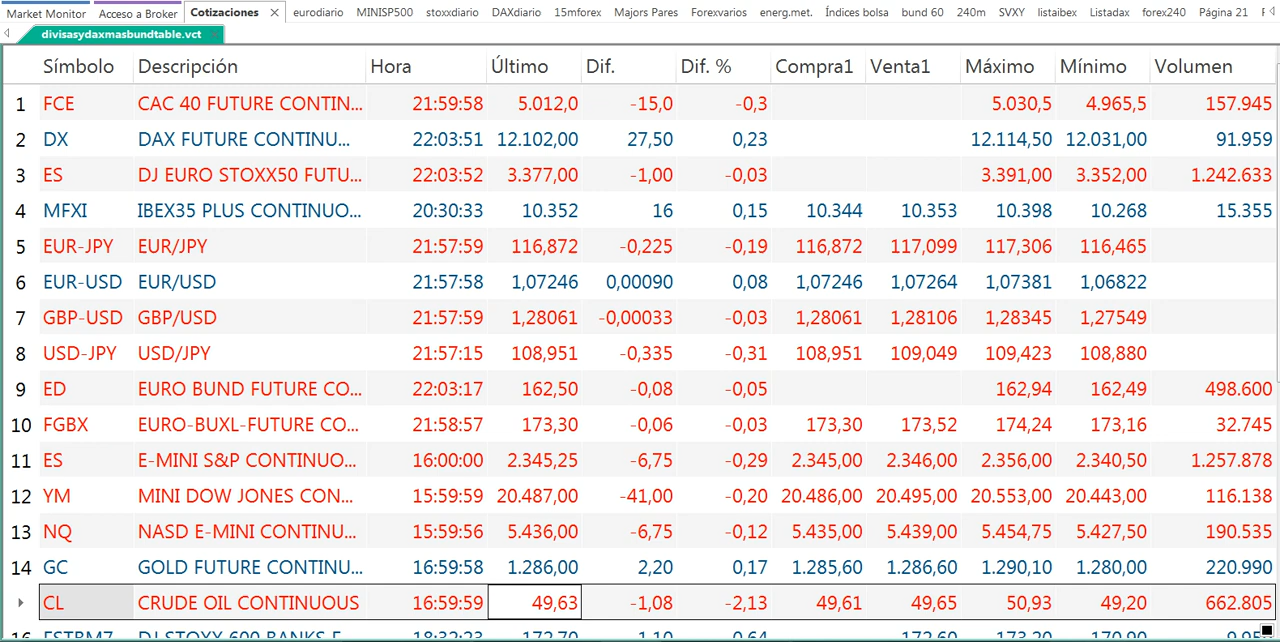 Market Monitor Acceso a Broker Cotizaciones ✕ eurodiario MINISP500 stoxxdiario DAXdiario 15mforex Majors Pares Forexvarios energ.met. Índices bolsa bund 60 240m SVXY listaibex Listadax forex240 Página 21
divisasydaxmasbundtable.vct
Símbolo Descripción Hora Último Dif. Dif. % Compra1 Venta1 Máximo Mínimo Volumen
1 FCE CAC 40 FUTURE CONTIN... 21:59:58 5.012,0 -15,0 -0,3 5.030,5 4.965,5 157.945
2 DX DAX FUTURE CONTINU... 22:03:51 12.102,00 27,50 0,23 12.114,50 12.031,00 91.959
3 ES DJ EURO STOXX50 FUTU... 22:03:52 3.377,00 -1,00 -0,03 3.391,00 3.352,00 1.242.633
4 MFXI IBEX35 PLUS CONTINUO... 20:30:33 10.352 16 0,15 10.344 10.353 10.398 10.268 15.355
5 EUR-JPY EUR/JPY 21:57:59 116,872 -0,225 -0,19 116,872 117,099 117,306 116,465
6 EUR-USD EUR/USD 21:57:58 1,07246 0,00090 0,08 1,07246 1,07264 1,07381 1,06822
7 GBP-USD GBP/USD 21:57:59 1,28061 -0,00033 -0,03 1,28061 1,28106 1,28345 1,27549
8 USD-JPY USD/JPY 21:57:15 108,951 -0,335 -0,31 108,951 109,049 109,423 108,880
9 ED EURO BUND FUTURE CO... 22:03:17 162,50 -0,08 -0,05 162,94 162,49 498.600
10 FGBX EURO-BUXL-FUTURE CO... 21:58:57 173,30 -0,06 -0,03 173,30 173,52 174,24 173,16 32.745
11 ES E-MINI S&P CONTINUO... 16:00:00 2.345,25 -6,75 -0,29 2.345,00 2.346,00 2.356,00 2.340,50 1.257.878
12 YM MINI DOW JONES CON... 15:59:59 20.487,00 -41,00 -0,20 20.486,00 20.495,00 20.553,00 20.443,00 116.138
13 NQ NASD E-MINI CONTINU... 15:59:56 5.436,00 -6,75 -0,12 5.435,00 5.439,00 5.454,75 5.427,50 190.535
14 GC GOLD FUTURE CONTINU... 16:59:58 1.286,00 2,20 0,17 1.285,60 1.286,60 1.290,10 1.280,00 220.990
CL CRUDE OIL CONTINUOUS 16:59:59 49,63 -1,08 -2,13 49,61 49,65 50,93 49,20 662.805
16 DJ STOXX 600 BANKS 18:32:23 172,70 1,10 0,64 172,60 173,20 170,90